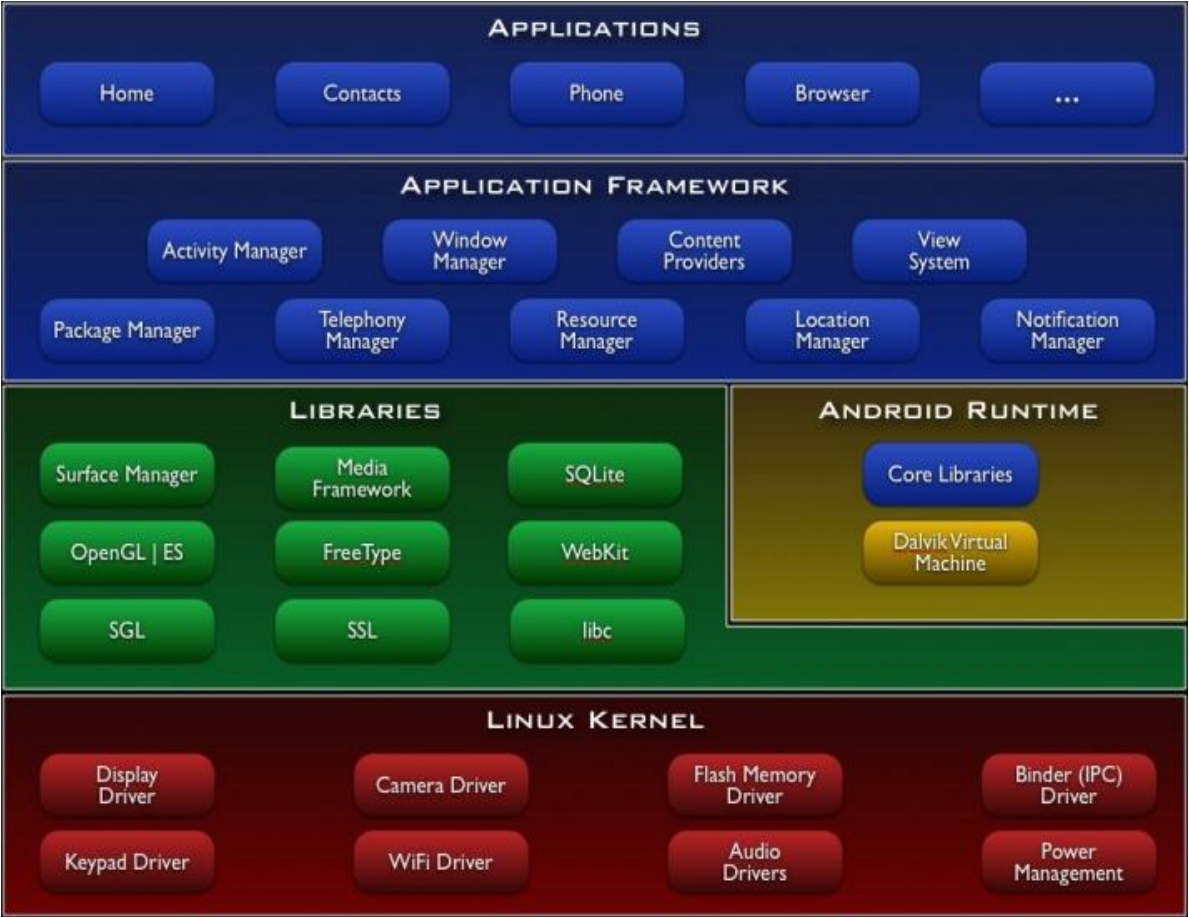 APPLICATIONS
Home
Contacts
Phone
Browser
...
APPLICATION FRAMEWORK
Activity Manager
Window
Manager
Content
Providers
View
System
Package Manager
Telephony
Manager
Resource
Manager
Location
Manager
Notification
Manager
LIBRARIES
Surface Manager
Media
Framework
SQLite
OpenGL | ES
FreeType
WebKit
SGL
SSL
libc
ANDROID RUNTIME
Core Libraries
Dalvik Virtual
Machine
LINUX KERNEL
Display
Driver
Camera Driver
Flash Memory
Driver
Binder (IPC)
Driver
Keypad Driver
WiFi Driver
Audio
Drivers
Power
Management